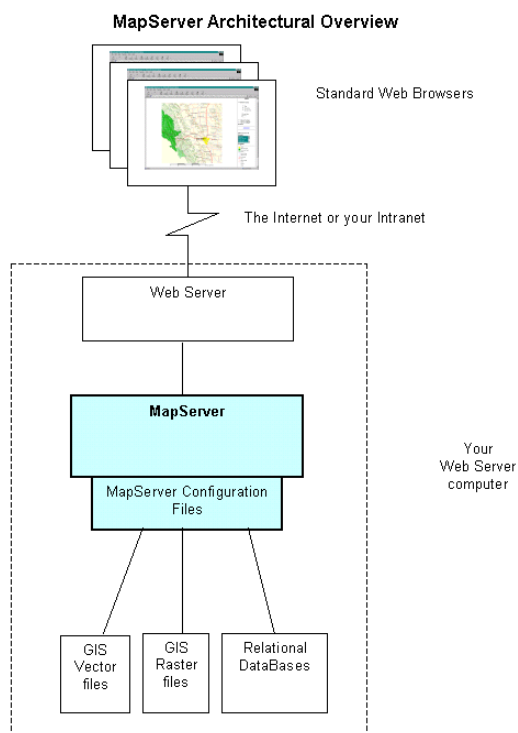 MapServer Architectural Overview
Standard Web Browsers
The Internet or your Intranet
Web Server
MapServer
MapServer Configuration
Files
Your
Web Server
computer
GIS
Vector
files
GIS
Raster
files
Relational
DataBases